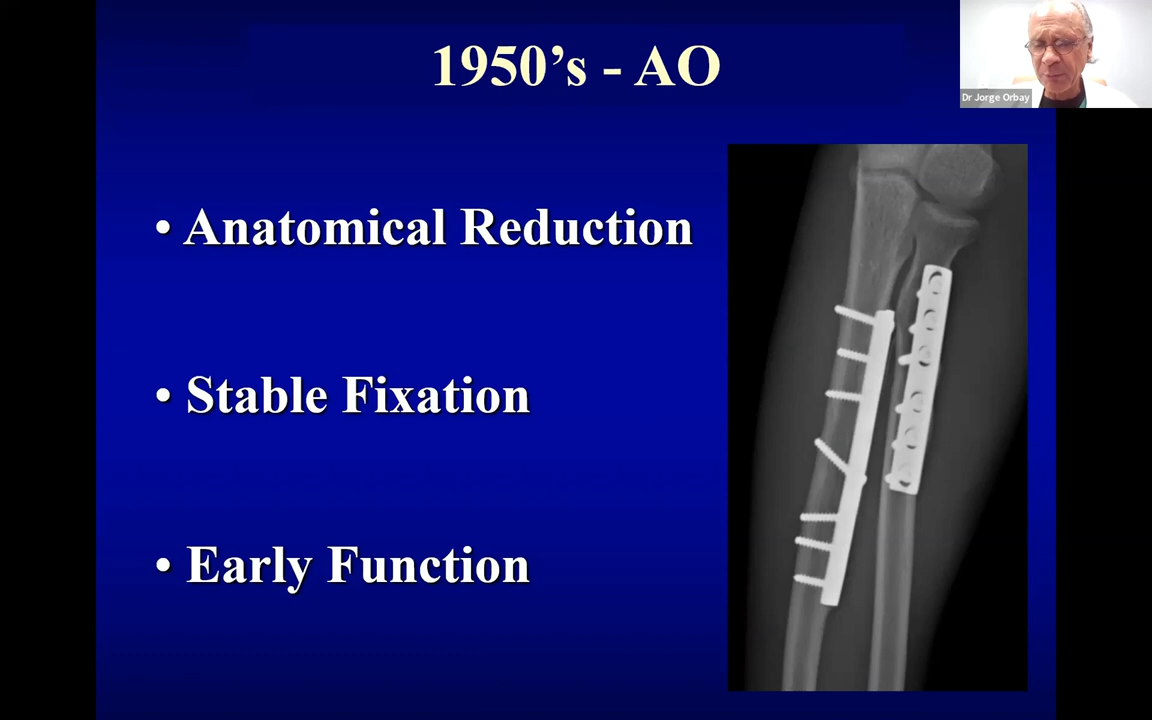 1950’s - AO
Dr Jorge Orbay
• Anatomical Reduction
• Stable Fixation
• Early Function